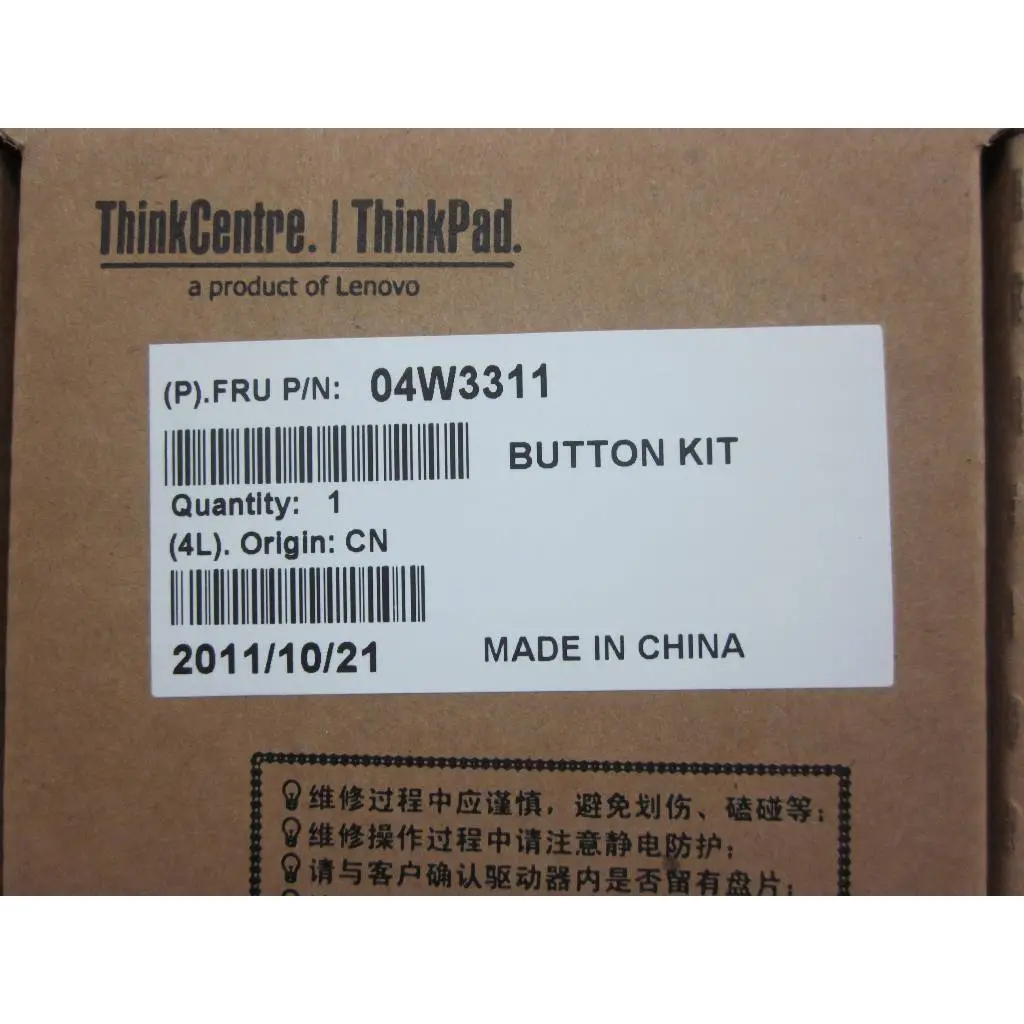 ThinkCentre. | ThinkPad.
a product of Lenovo
(P).FRU P/N: 04W3311
BUTTON KIT
Quantity: 1
(4L). Origin: CN
2011/10/21 MADE IN CHINA
维修过程中应谨慎，避免划伤、磕碰等；
维修操作过程中请注意静电防护；
请与客户确认驱动器内是否留有盘片；